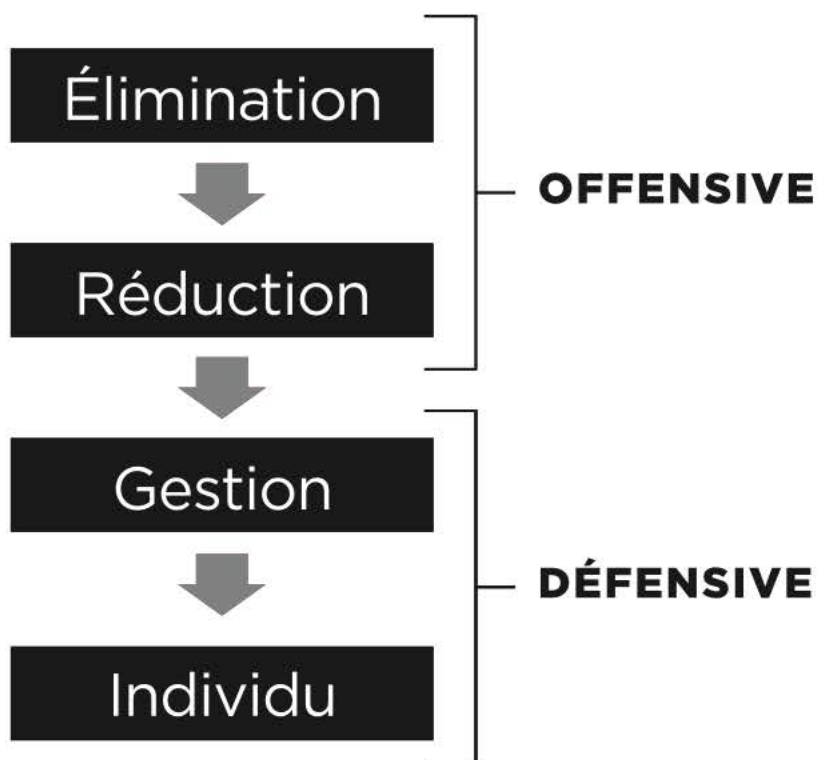 Élimination
OFFENSIVE
Réduction
Gestion
DÉFENSIVE
Individu